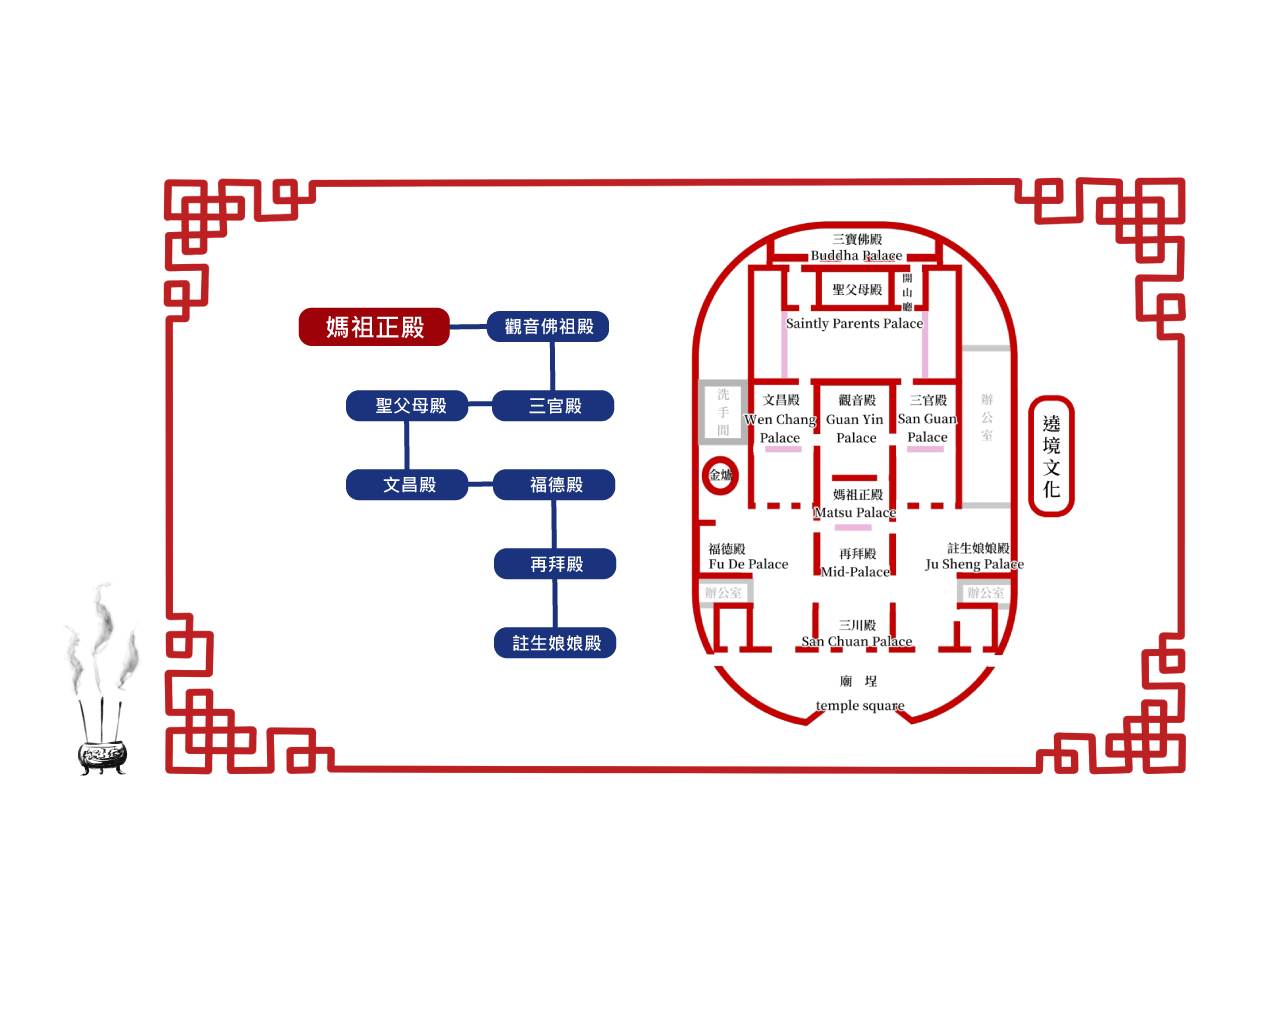 媽祖正殿
觀音佛祖殿
聖父母殿
三官殿
文昌殿
福德殿
再拜殿
註生娘娘殿
三寶佛殿
Buddha Palace
聖父母殿
開山廳
Saintly Parents Palace
洗手間
文昌殿
Wen Chang
Palace
觀音殿
Guan Yin
Palace
三官殿
San Guan
Palace
辦公室
金爐
媽祖正殿
Matsu Palace
福德殿
Fu De Palace
再拜殿
Mid-Palace
註生娘娘殿
Ju Sheng Palace
辦公室
辦公室
三川殿
San Chuan Palace
廟 埕
temple square
遶境文化